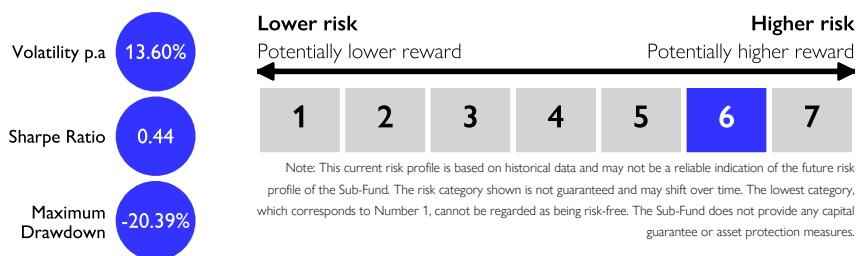 Volatility p.a
13.60%
Sharpe Ratio
0.44
Maximum
Drawdown
-20.39%
Lower risk
Higher risk
Potentially lower reward
Potentially higher reward
1 2 3 4 5 6 7
Note: This current risk profile is based on historical data and may not be a reliable indication of the future risk
profile of the Sub-Fund. The risk category shown is not guaranteed and may shift over time. The lowest category,
which corresponds to Number 1, cannot be regarded as being risk-free. The Sub-Fund does not provide any capital
guarantee or asset protection measures.